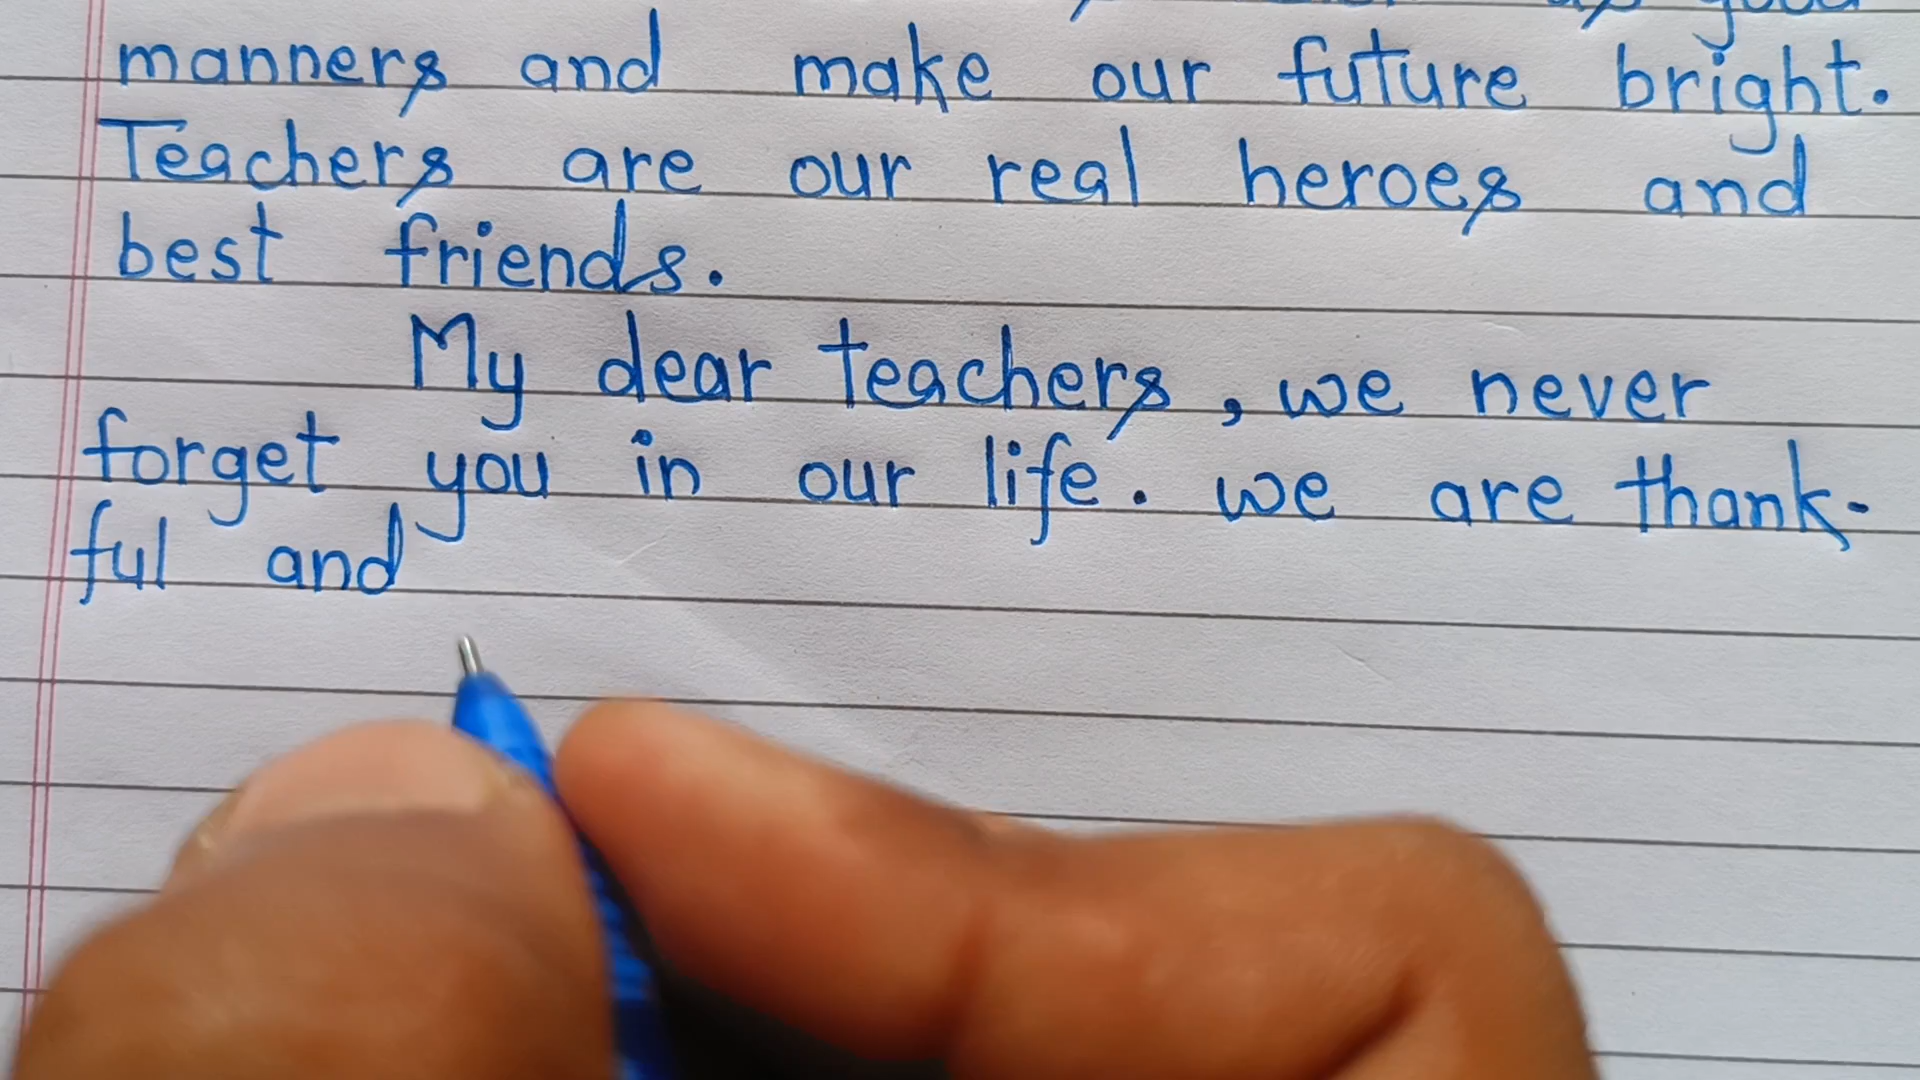 good
manners and make our future bright.
Teachers are our real heroes and
best friends.
My dear teachers, we never
forget you in our life. we are thank-
ful and